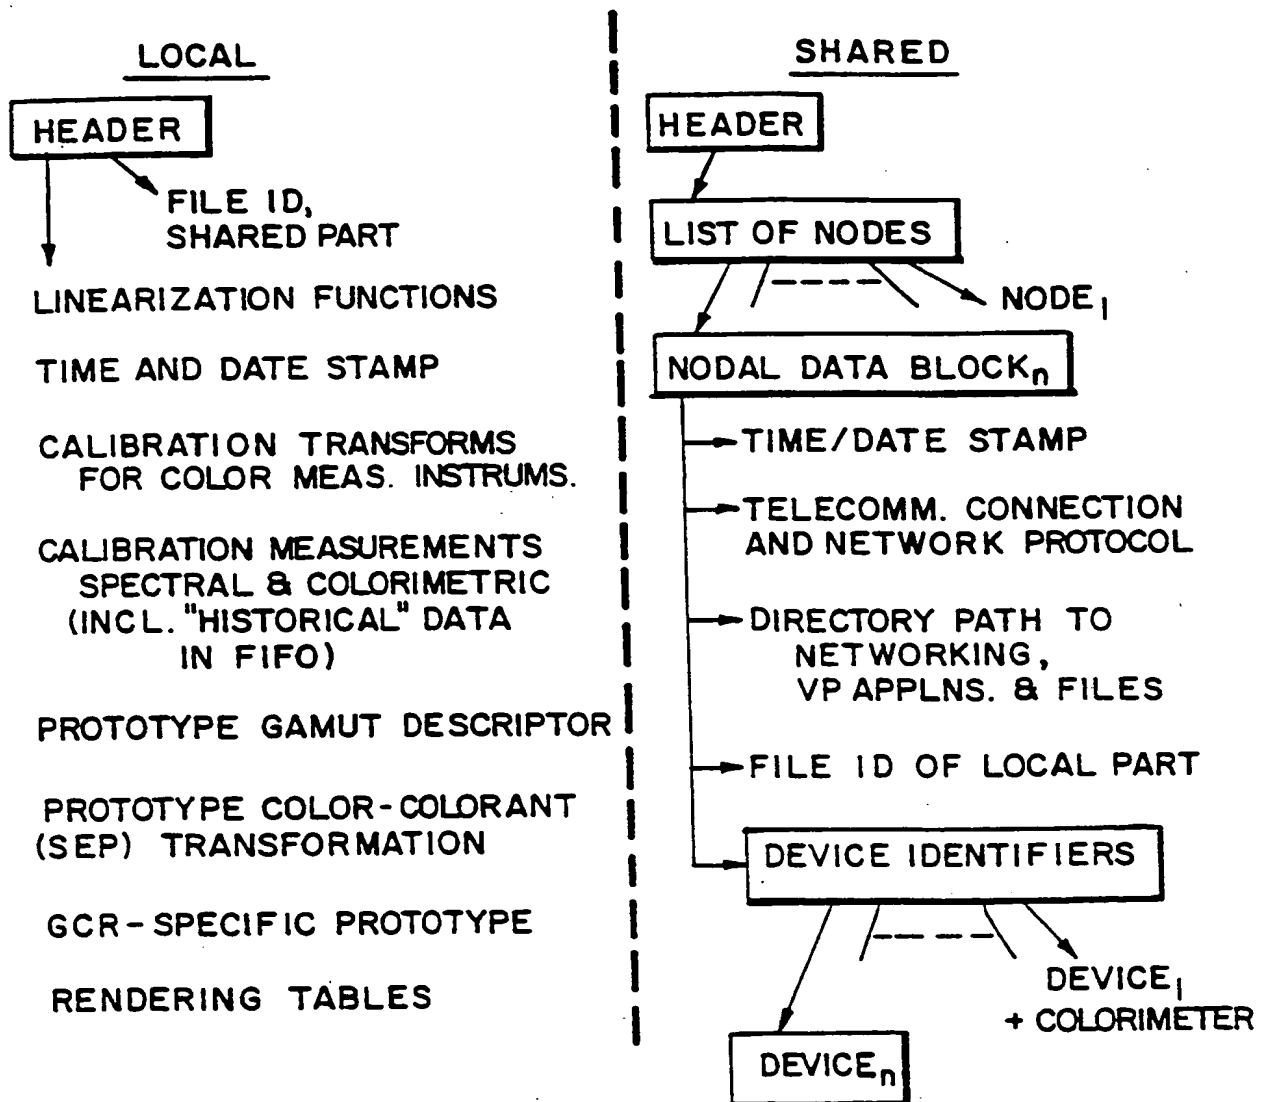 LOCAL
HEADER
FILE ID,
SHARED PART
LINEARIZATION FUNCTIONS
TIME AND DATE STAMP
CALIBRATION TRANSFORMS
FOR COLOR MEAS. INSTRUMS.
CALIBRATION MEASUREMENTS
SPECTRAL & COLORIMETRIC
(INCL. "HISTORICAL" DATA
IN FIFO)
PROTOTYPE GAMUT DESCRIPTOR
PROTOTYPE COLOR-COLORANT
(SEP) TRANSFORMATION
GCR-SPECIFIC PROTOTYPE
RENDERING TABLES
SHARED
HEADER
LIST OF NODES
NODE1
NODAL DATA BLOCKn
TIME/DATE STAMP
TELECOMM. CONNECTION
AND NETWORK PROTOCOL
DIRECTORY PATH TO
NETWORKING,
VP APPLNS. & FILES
FILE ID OF LOCAL PART
DEVICE IDENTIFIERS
DEVICE1
+ COLORIMETER
DEVICEn